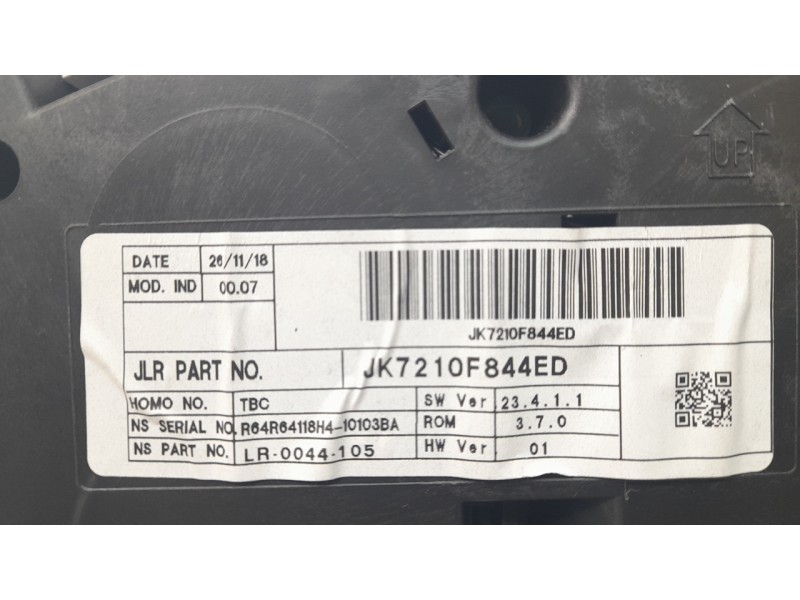 UP
DATE 26/11/18
MOD. IND 00.07
JK7210F844ED
JLR PART NO. JK7210F844ED
HOMO NO. TBC SW Ver 23.4.1.1
NS SERIAL NO. R64R64118H4-10103BA ROM 3.7.0
NS PART NO. LR-0044-105 HW Ver 01